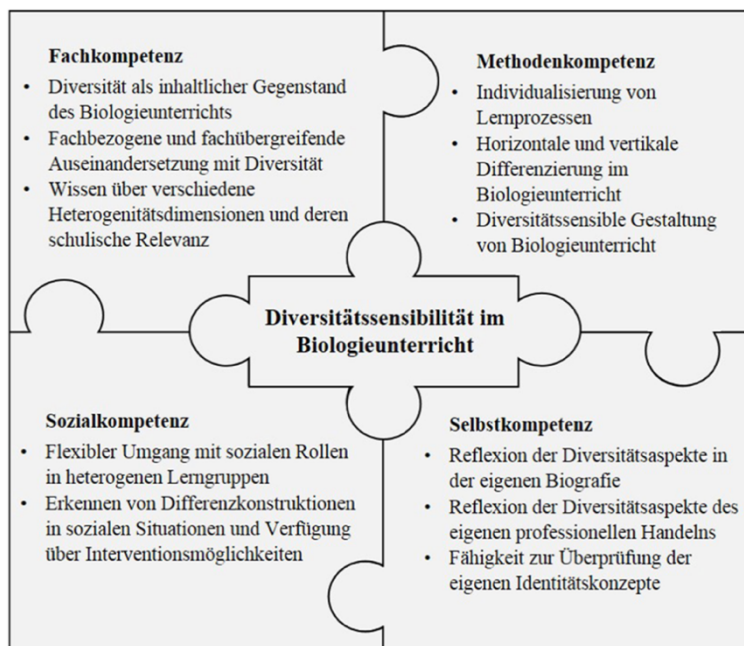 Fachkompetenz
• Diversität als inhaltlicher Gegenstand
des Biologieunterrichts
• Fachbezogene und fachübergreifende
Auseinandersetzung mit Diversität
• Wissen über verschiedene
Heterogenitätsdimensionen und deren
schulische Relevanz
Methodenkompetenz
• Individualisierung von
Lernprozessen
• Horizontale und vertikale
Differenzierung im
Biologieunterricht
• Diversitätssensible Gestaltung
von Biologieunterricht
Diversitätssensibilität im
Biologieunterricht
Sozialkompetenz
• Flexibler Umgang mit sozialen Rollen
in heterogenen Lerngruppen
• Erkennen von Differenzkonstruktionen
in sozialen Situationen und Verfügung
über Interventionsmöglichkeiten
Selbstkompetenz
• Reflexion der Diversitätsaspekte in
der eigenen Biografie
• Reflexion der Diversitätsaspekte des
eigenen professionellen Handelns
• Fähigkeit zur Überprüfung der
eigenen Identitätskonzepte